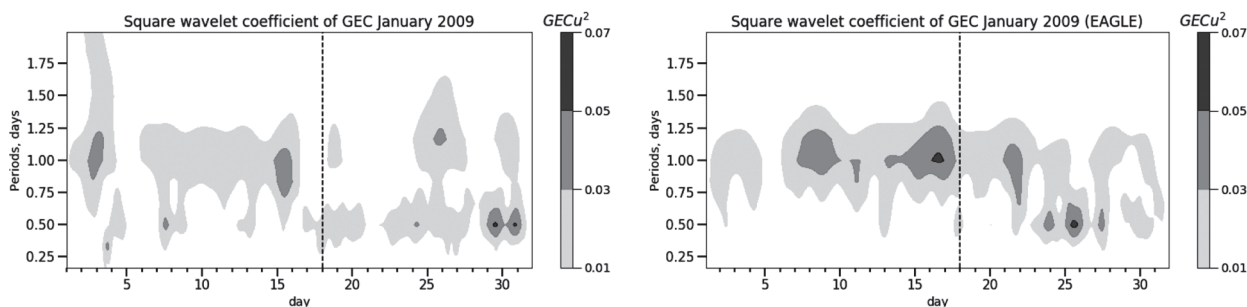 Square wavelet coefficient of GEC January 2009
GECu²
0.07
0.05
0.03
0.01
1.75
1.50
1.25
1.00
0.75
0.50
0.25
Periods, days
5 10 15 20 25 30
day
Square wavelet coefficient of GEC January 2009 (EAGLE)
GECu²
0.07
0.05
0.03
0.01
1.75
1.50
1.25
1.00
0.75
0.50
0.25
Periods, days
5 10 15 20 25 30
day